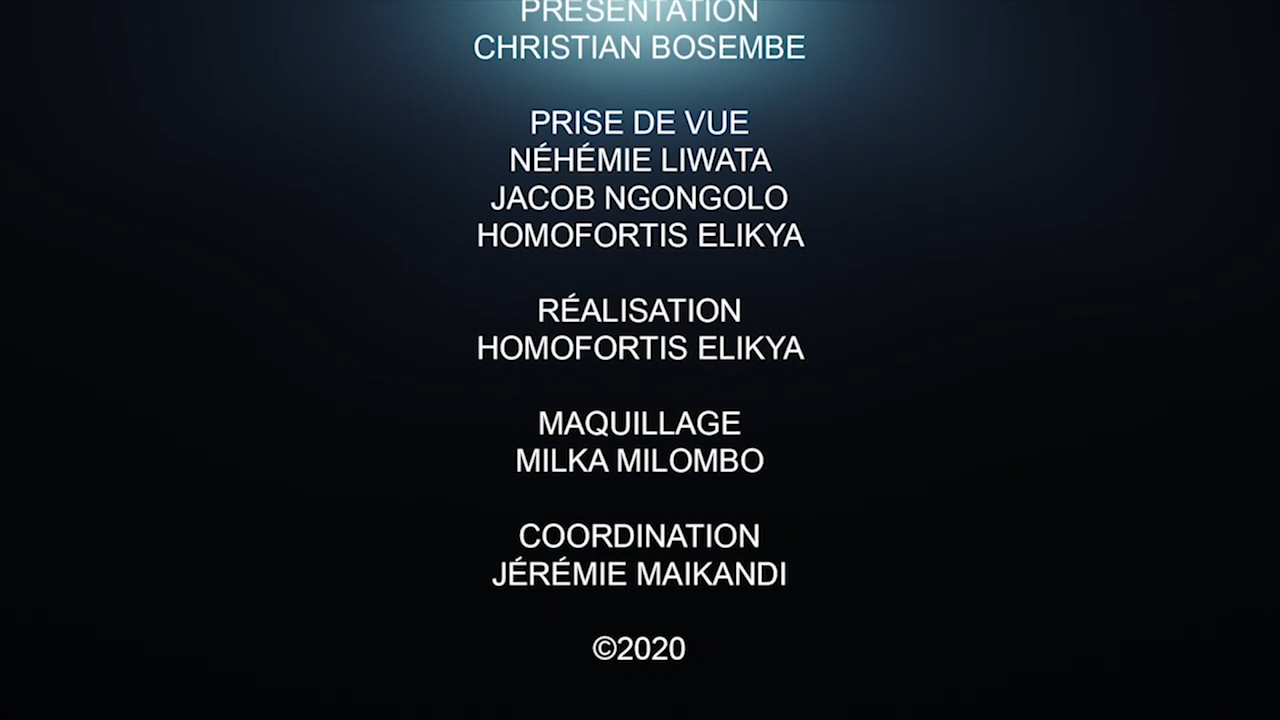 PRÉSENTATION
CHRISTIAN BOSEMBE
PRISE DE VUE
NÉHÉMIE LIWATA
JACOB NGONGOLO
HOMOFORTIS ELIKYA
RÉALISATION
HOMOFORTIS ELIKYA
MAQUILLAGE
MILKA MILOMBO
COORDINATION
JÉRÉMIE MAIKANDI
©2020